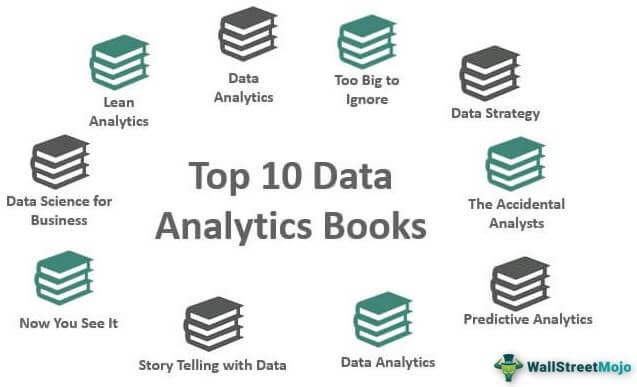 Data
Analytics
Too Big to
Ignore
Data Strategy
The Accidental
Analysts
Predictive Analytics
Data Analytics
Story Telling with Data
Now You See It
Data Science for
Business
Lean
Analytics
Top 10 Data
Analytics Books
WallStreetMojo